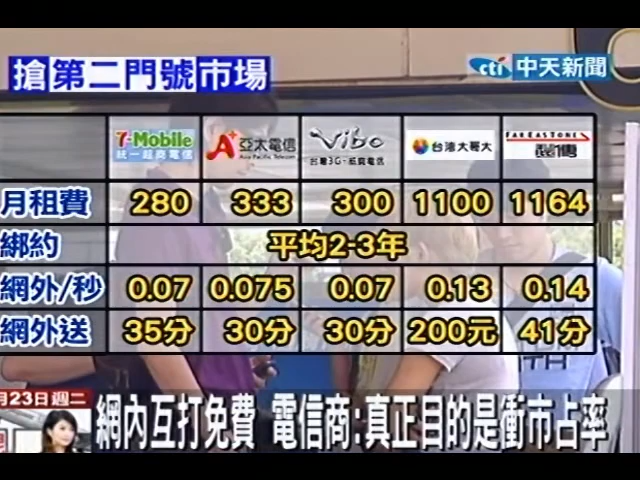 cti 中天新聞
搶第二門號市場
7-Mobile 統一超商電信 A+ 亞太電信 Asia Pacific Telecom Vibo 台灣3G·威寶電信 台湾大哥大 FAREASTONE 遠傳
月租費 280 333 300 1100 1164
綁約 平均2-3年
網外/秒 0.07 0.075 0.07 0.13 0.14
網外送 35分 30分 30分 200元 41分
月23日週二
網內互打免費 電信商:真正目的是衝市占率